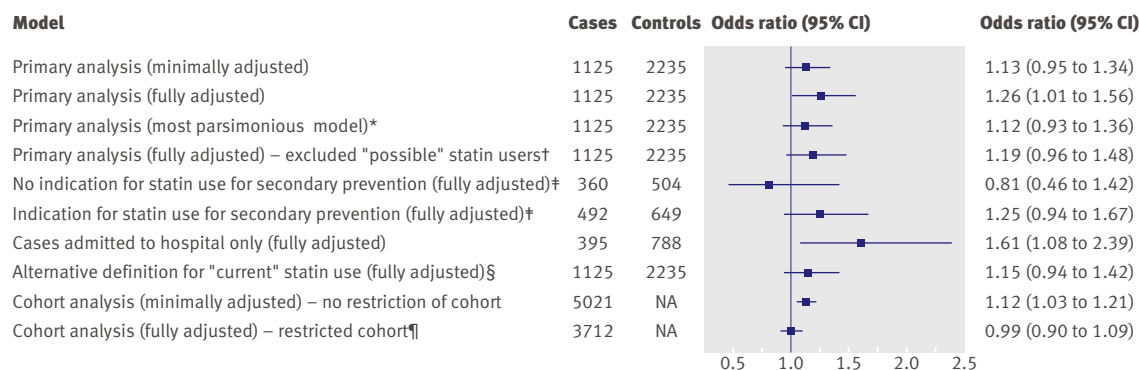 Model Cases Controls Odds ratio (95% CI) Odds ratio (95% CI)
Primary analysis (minimally adjusted) 1125 2235 1.13 (0.95 to 1.34)
Primary analysis (fully adjusted) 1125 2235 1.26 (1.01 to 1.56)
Primary analysis (most parsimonious model)* 1125 2235 1.12 (0.93 to 1.36)
Primary analysis (fully adjusted) – excluded "possible" statin users† 1125 2235 1.19 (0.96 to 1.48)
No indication for statin use for secondary prevention (fully adjusted)‡ 360 504 0.81 (0.46 to 1.42)
Indication for statin use for secondary prevention (fully adjusted)‡ 492 649 1.25 (0.94 to 1.67)
Cases admitted to hospital only (fully adjusted) 395 788 1.61 (1.08 to 2.39)
Alternative definition for "current" statin use (fully adjusted)§ 1125 2235 1.15 (0.94 to 1.42)
Cohort analysis (minimally adjusted) – no restriction of cohort 5021 NA 1.12 (1.03 to 1.21)
Cohort analysis (fully adjusted) – restricted cohort¶ 3712 NA 0.99 (0.90 to 1.09)
0.5 1.0 1.5 2.0 2.5